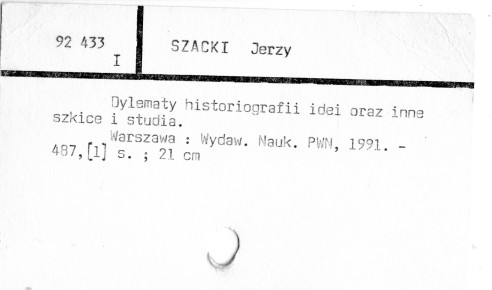 92 433
I
SZACKI Jerzy
Dylematy historiografii idei oraz inne
szkice i studia.
Warszawa : Wydaw. Nauk. PWN, 1991. -
487,[1] s. ; 21 cm